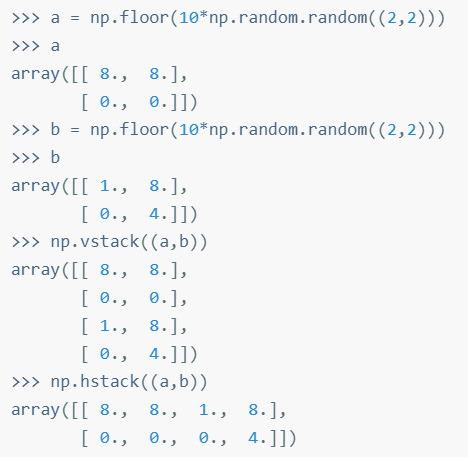 >>> a = np.floor(10*np.random.random((2,2)))
>>> a
array([[ 8.,  8.],
       [ 0.,  0.]])
>>> b = np.floor(10*np.random.random((2,2)))
>>> b
array([[ 1.,  8.],
       [ 0.,  4.]])
>>> np.vstack((a,b))
array([[ 8.,  8.],
       [ 0.,  0.],
       [ 1.,  8.],
       [ 0.,  4.]])
>>> np.hstack((a,b))
array([[ 8.,  8.,  1.,  8.],
       [ 0.,  0.,  0.,  4.]])